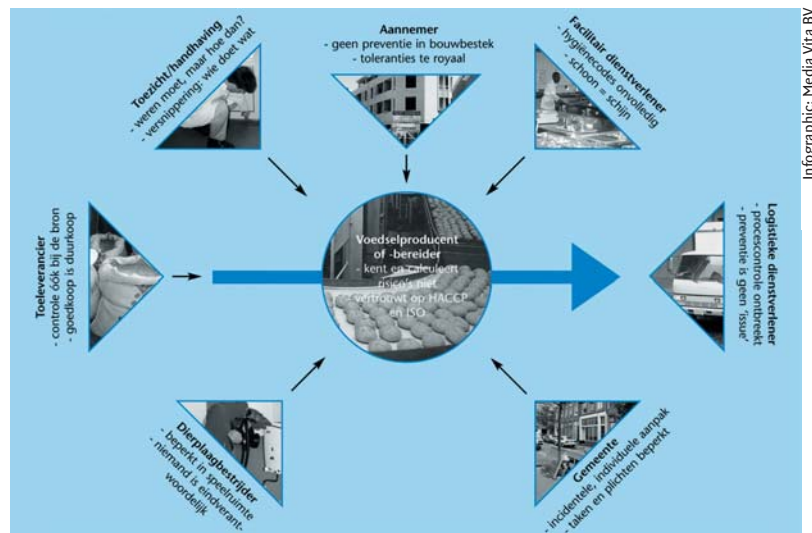 Toezicht/handhaving
- weren moet, maar hoe dan?
- versnippering: wie doet wat
Aannemer
- geen preventie in bouwbestek
- toleranties te royaal
Facilitair dienstverlener
- hygiënecodes onvolledig
- schoon = schijn
Infographic: Media Vita BV
Toeleverancier
- controle óók bij de bron
- goedkoop is duurkoop
Voedselproducent
of -bereider
- kent en calculeert
risico's niet
- vertrouwt op HACCP
en ISO
Logistieke dienstverlener
- procescontrole ontbreekt
- preventie is geen 'issue'
Dierplaagbestrijder
- beperkt in speelruimte
- niemand is eindverant-
woordelijk
Gemeente
- incidentele, individuele aanpak
- taken en plichten beperkt